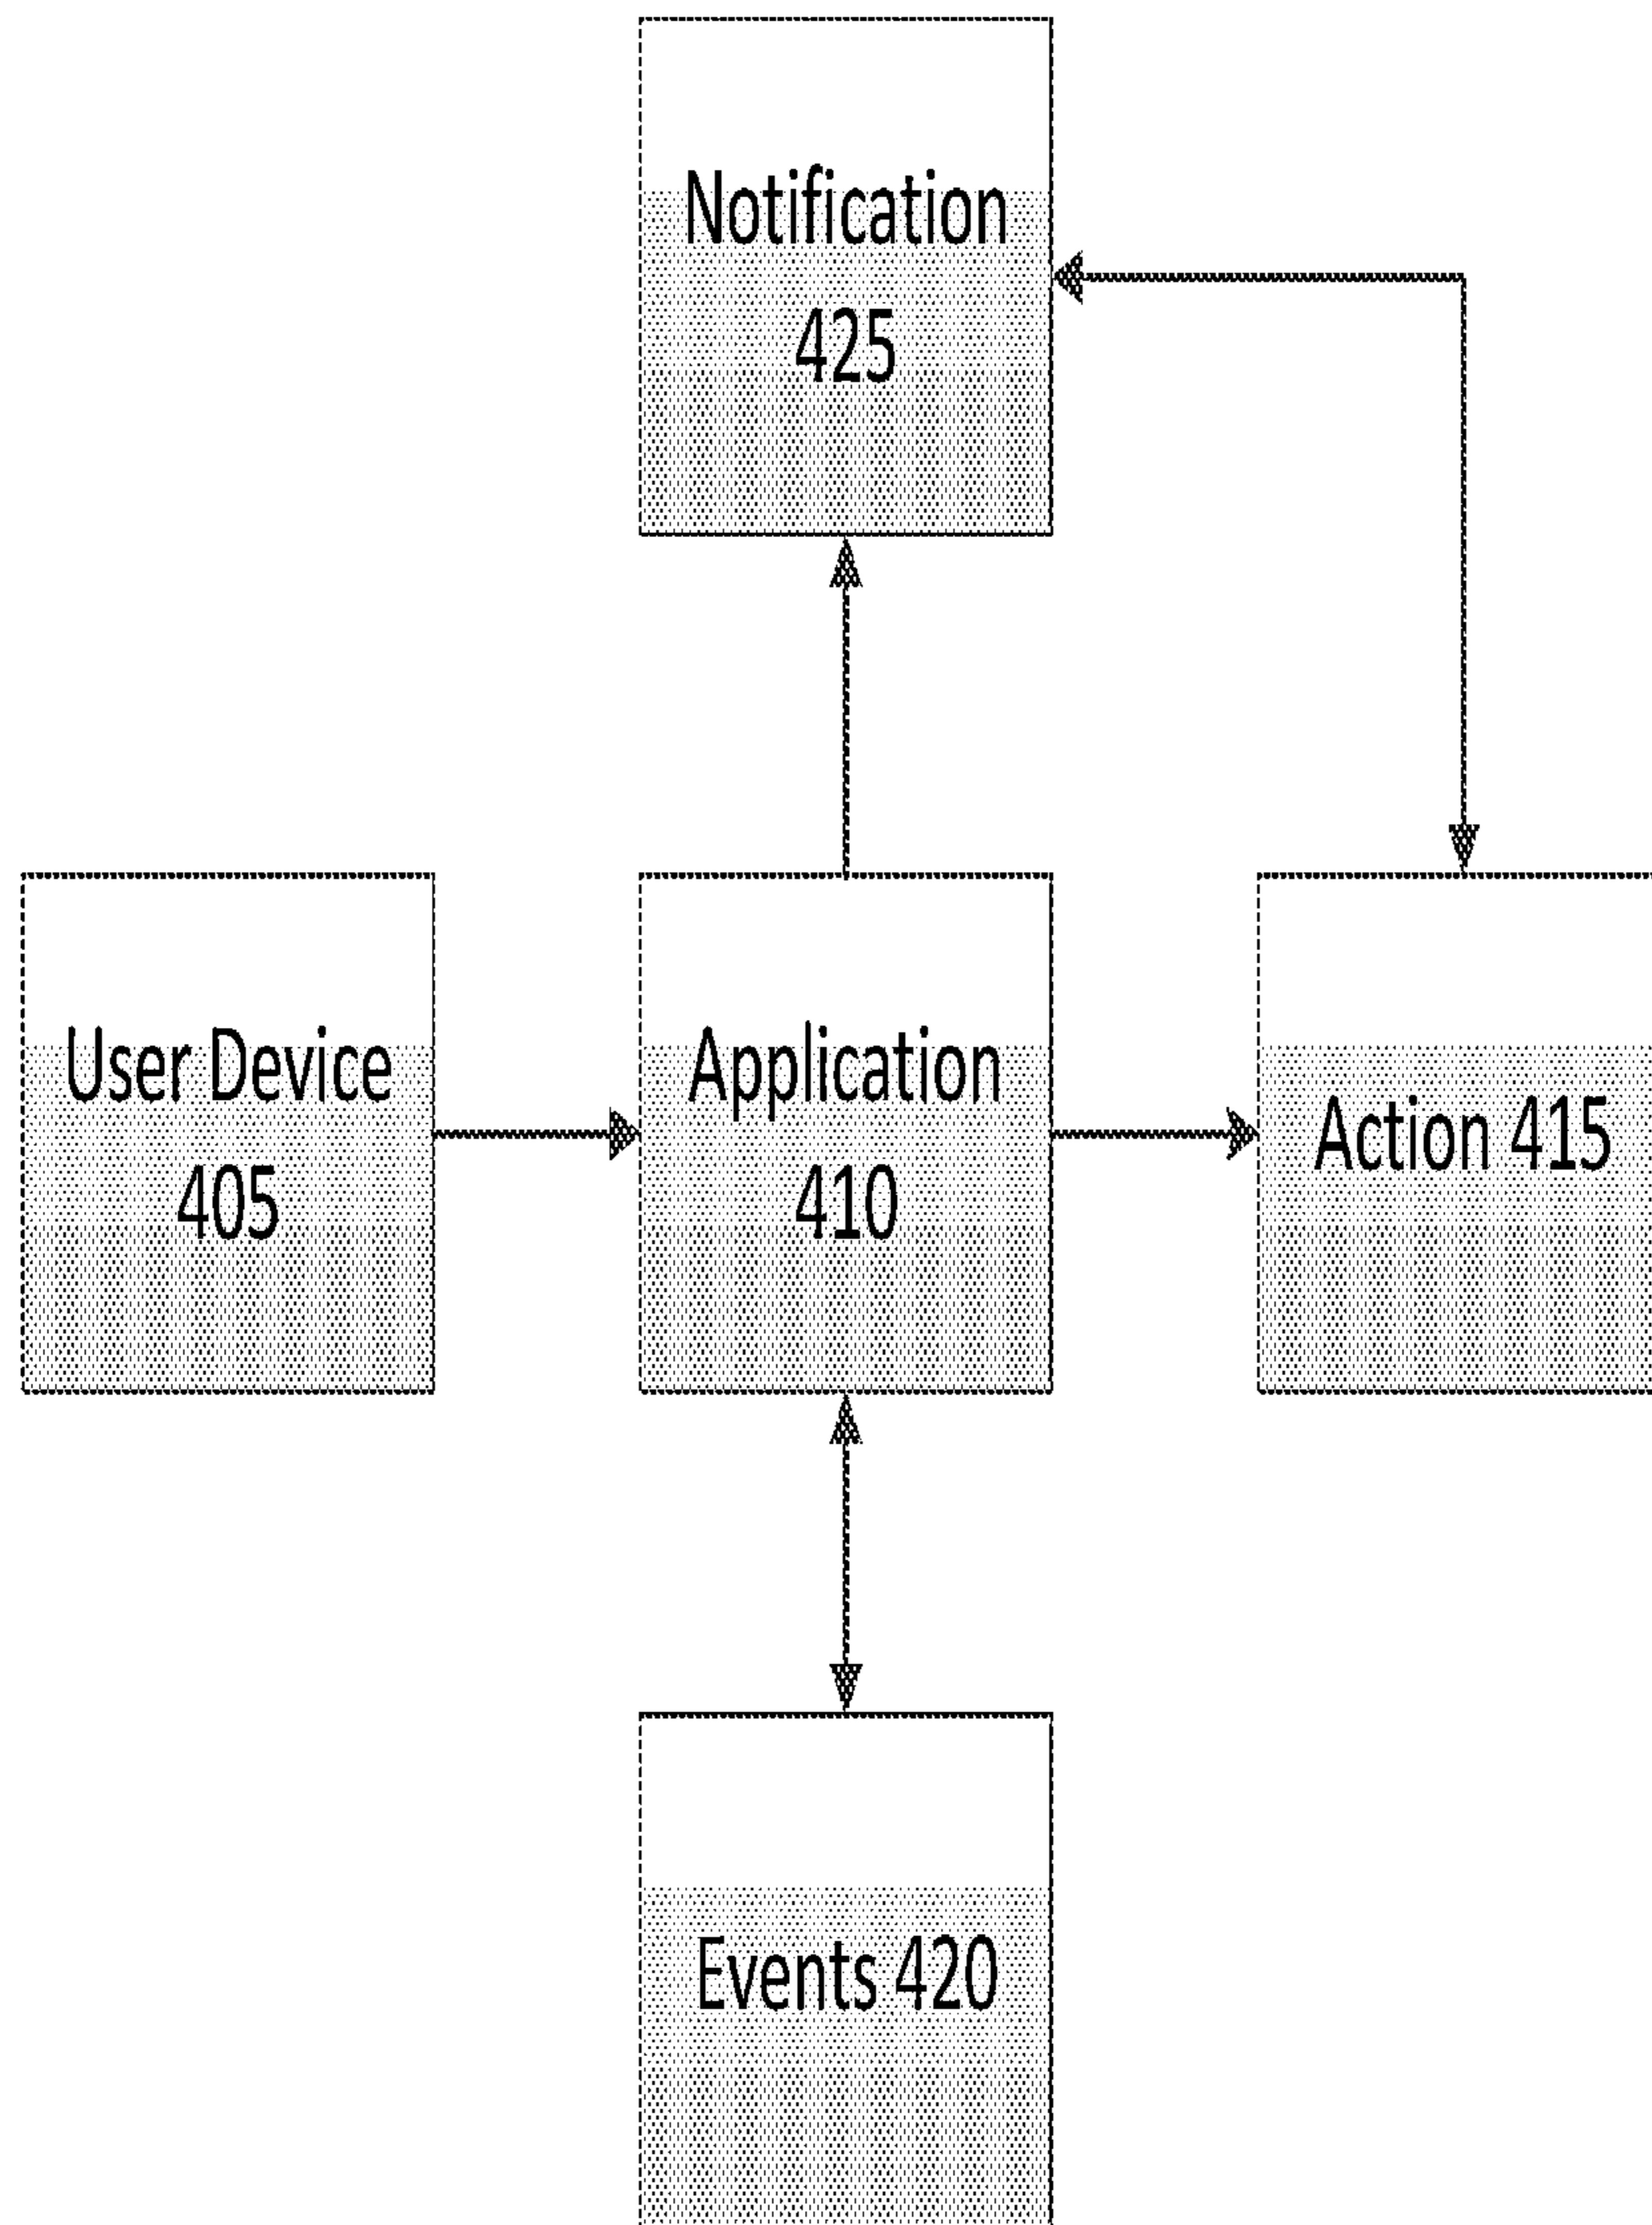 Notification
425
User Device
405
Application
410
Action 415
Events 420